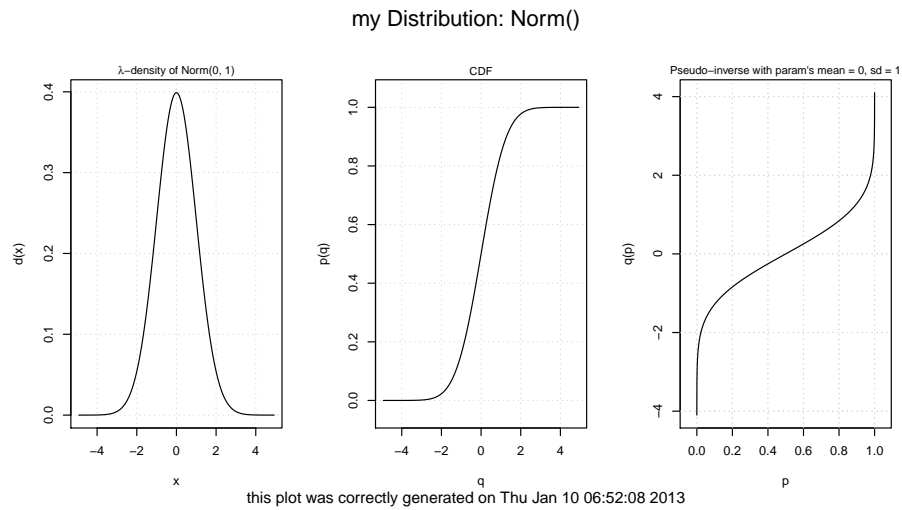 my Distribution: Norm()
λ−density of Norm(0, 1)
CDF
Pseudo−inverse with param's mean = 0, sd = 1
d(x)
0.0 0.1 0.2 0.3 0.4
−4 −2 0 2 4
x
p(q)
0.0 0.2 0.4 0.6 0.8 1.0
−4 −2 0 2 4
q
q(p)
−4 −2 0 2 4
0.0 0.2 0.4 0.6 0.8 1.0
p
this plot was correctly generated on Thu Jan 10 06:52:08 2013